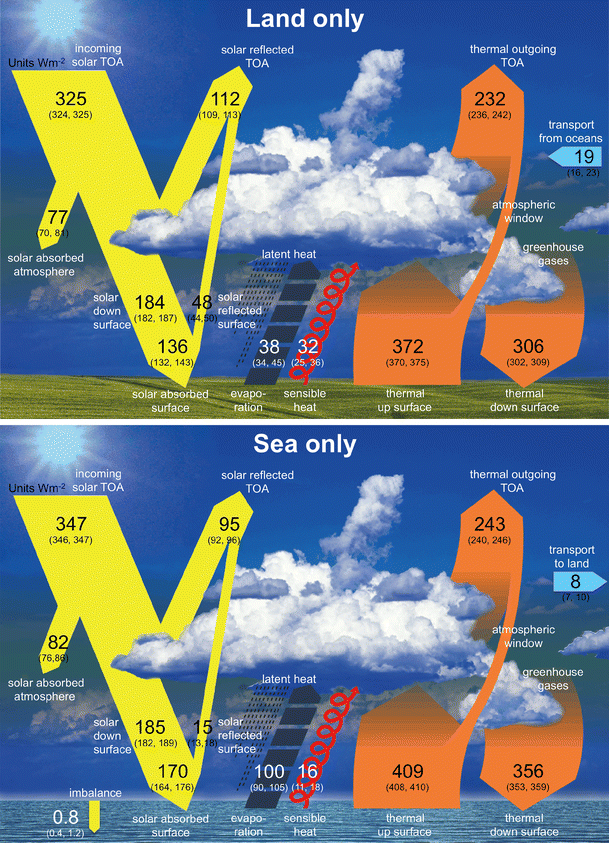 Land only
Units Wm-2
incoming
solar TOA
solar reflected
TOA
thermal outgoing
TOA
325
(324, 325)
112
(109, 113)
232
(236, 242)
transport
from oceans
19
(16, 23)
77
(70, 81)
solar absorbed
atmosphere
atmospheric
window
greenhouse
gases
latent heat
solar
down
surface
184
(182, 187)
48
(44,50)
solar
reflected
surface
136
(132, 143)
38
(34, 45)
32
(25, 36)
372
(370, 375)
306
(302, 309)
solar absorbed
surface
evapo-
ration
sensible
heat
thermal
up surface
thermal
down surface
Sea only
Units Wm-2
incoming
solar TOA
solar reflected
TOA
thermal outgoing
TOA
347
(346, 347)
95
(92, 96)
243
(240, 246)
transport
to land
8
(7, 10)
82
(76,86)
solar absorbed
atmosphere
atmospheric
window
greenhouse
gases
latent heat
solar
down
surface
185
(182, 189)
15
(13,18)
solar
reflected
surface
170
(164, 176)
100
(90, 105)
16
(11, 18)
409
(408, 410)
356
(353, 359)
imbalance
0.8
(0.4, 1.2)
solar absorbed
surface
evapo-
ration
sensible
heat
thermal
up surface
thermal
down surface